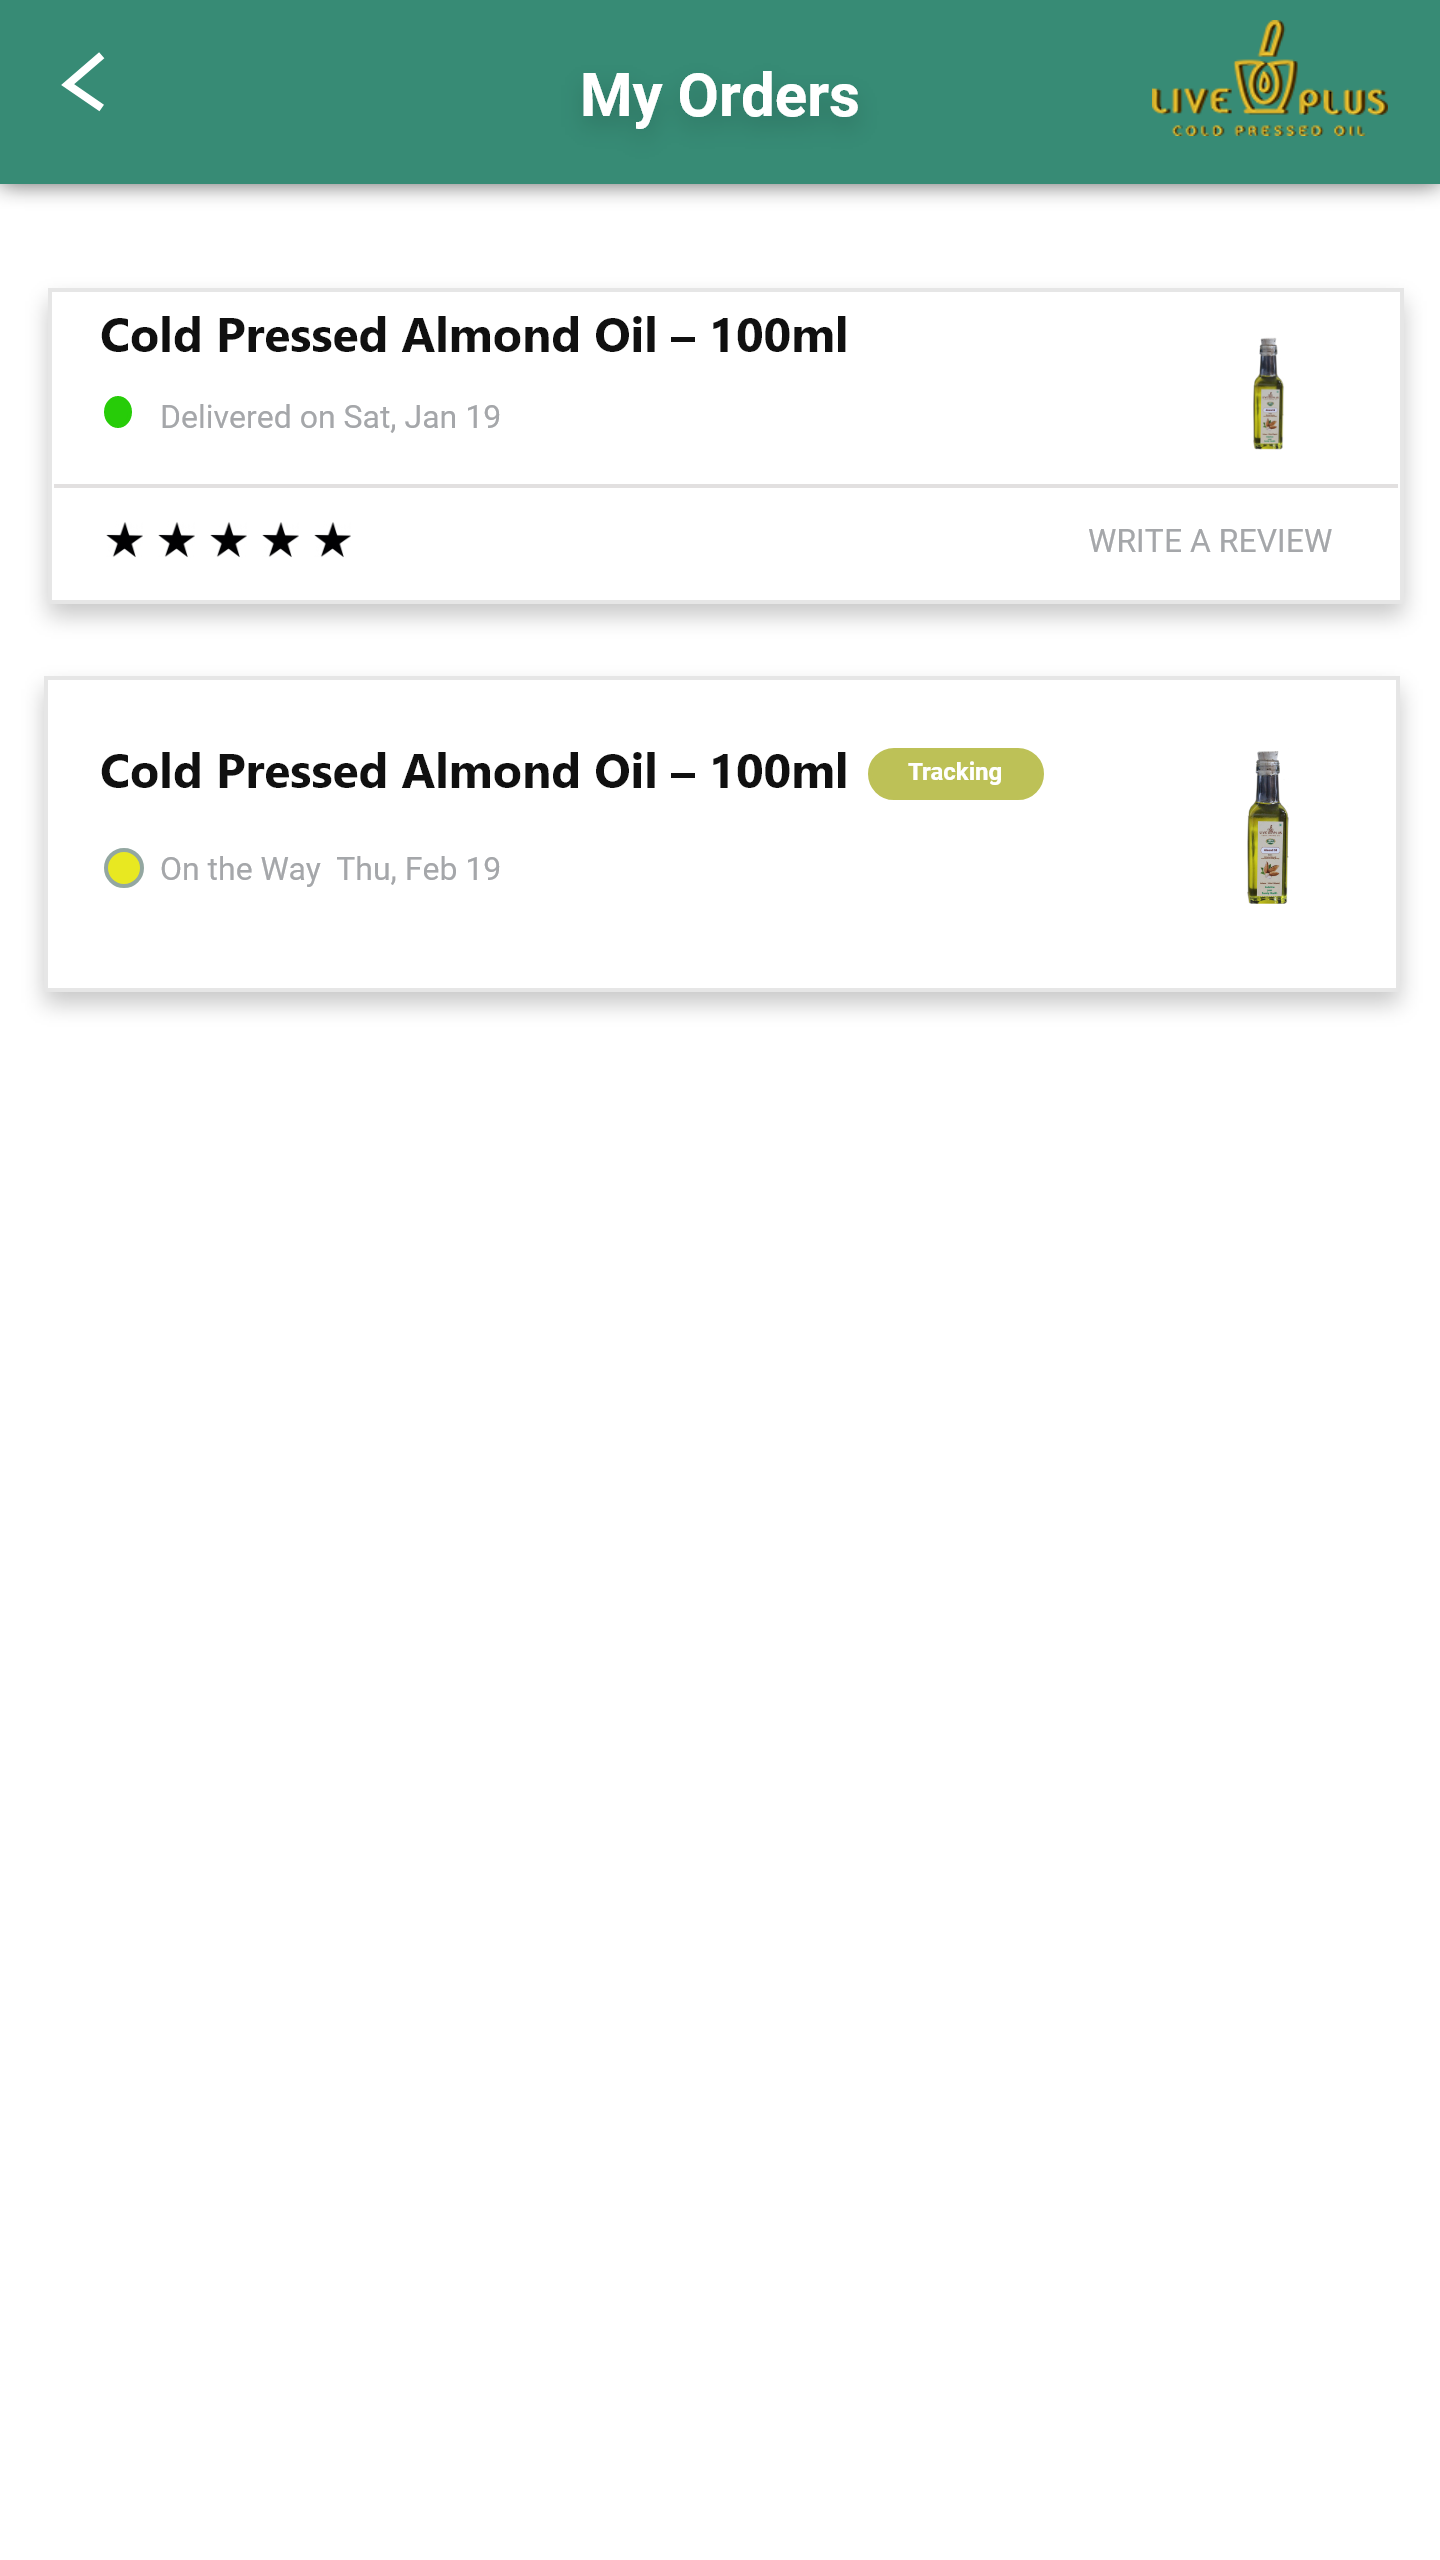 My Orders
LIVE PLUS
COLD PRESSED OIL
Cold Pressed Almond Oil – 100ml
Delivered on Sat, Jan 19
★ ★ ★ ★ ★
WRITE A REVIEW
Cold Pressed Almond Oil – 100ml
Tracking
On the Way  Thu, Feb 19